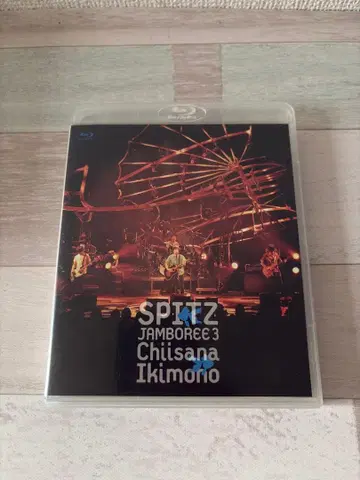 SPITZ
JAMBOREE 3
Chiisana
Ikimono